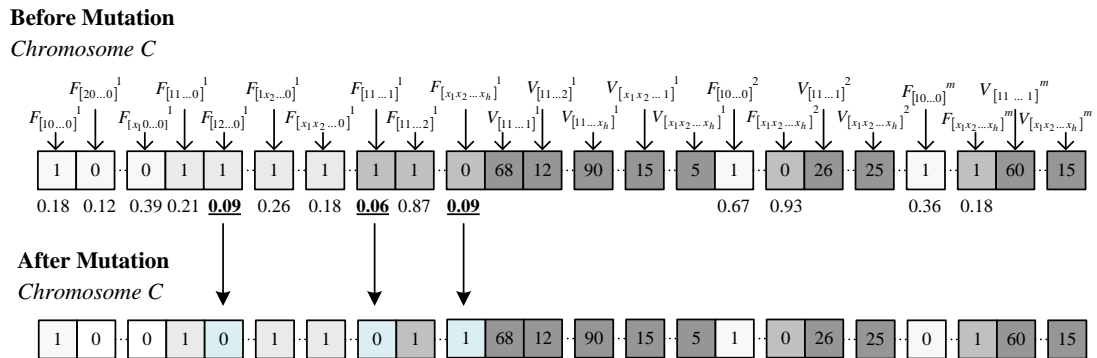 Before Mutation
Chromosome C
F[20…0]^1 F[11…0]^1 F[1x2…0]^1 F[11…1]^1 F[x1x2…xh]^1 V[11…2]^1 V[x1x2…1]^1 F[10…0]^2 V[11…1]^2 F[10…0]^m V[11 … 1]^m
F[10…0]^1 F[x10…0]^1 F[12…0]^1 F[x1x2…0]^1 F[11…2]^1 V[11…1]^1 V[11…xh]^1 V[x1x2…xh]^1 F[x1x2…xh]^2 V[x1x2…xh]^2 F[x1x2…xh]^m V[x1x2…xh]^m
1 0 … 0 1 1 … 1 … 1 … 1 1 … 0 68 12 … 90 … 15 … 5 1 … 0 26 … 25 … 1 … 1 60 … 15
0.18 0.12 0.39 0.21 0.09 0.26 0.18 0.06 0.87 0.09 0.67 0.93 0.36 0.18
After Mutation
Chromosome C
1 0 … 0 1 0 … 1 … 1 … 0 1 … 1 68 12 … 90 … 15 … 5 1 … 0 26 … 25 … 0 … 1 60 … 15